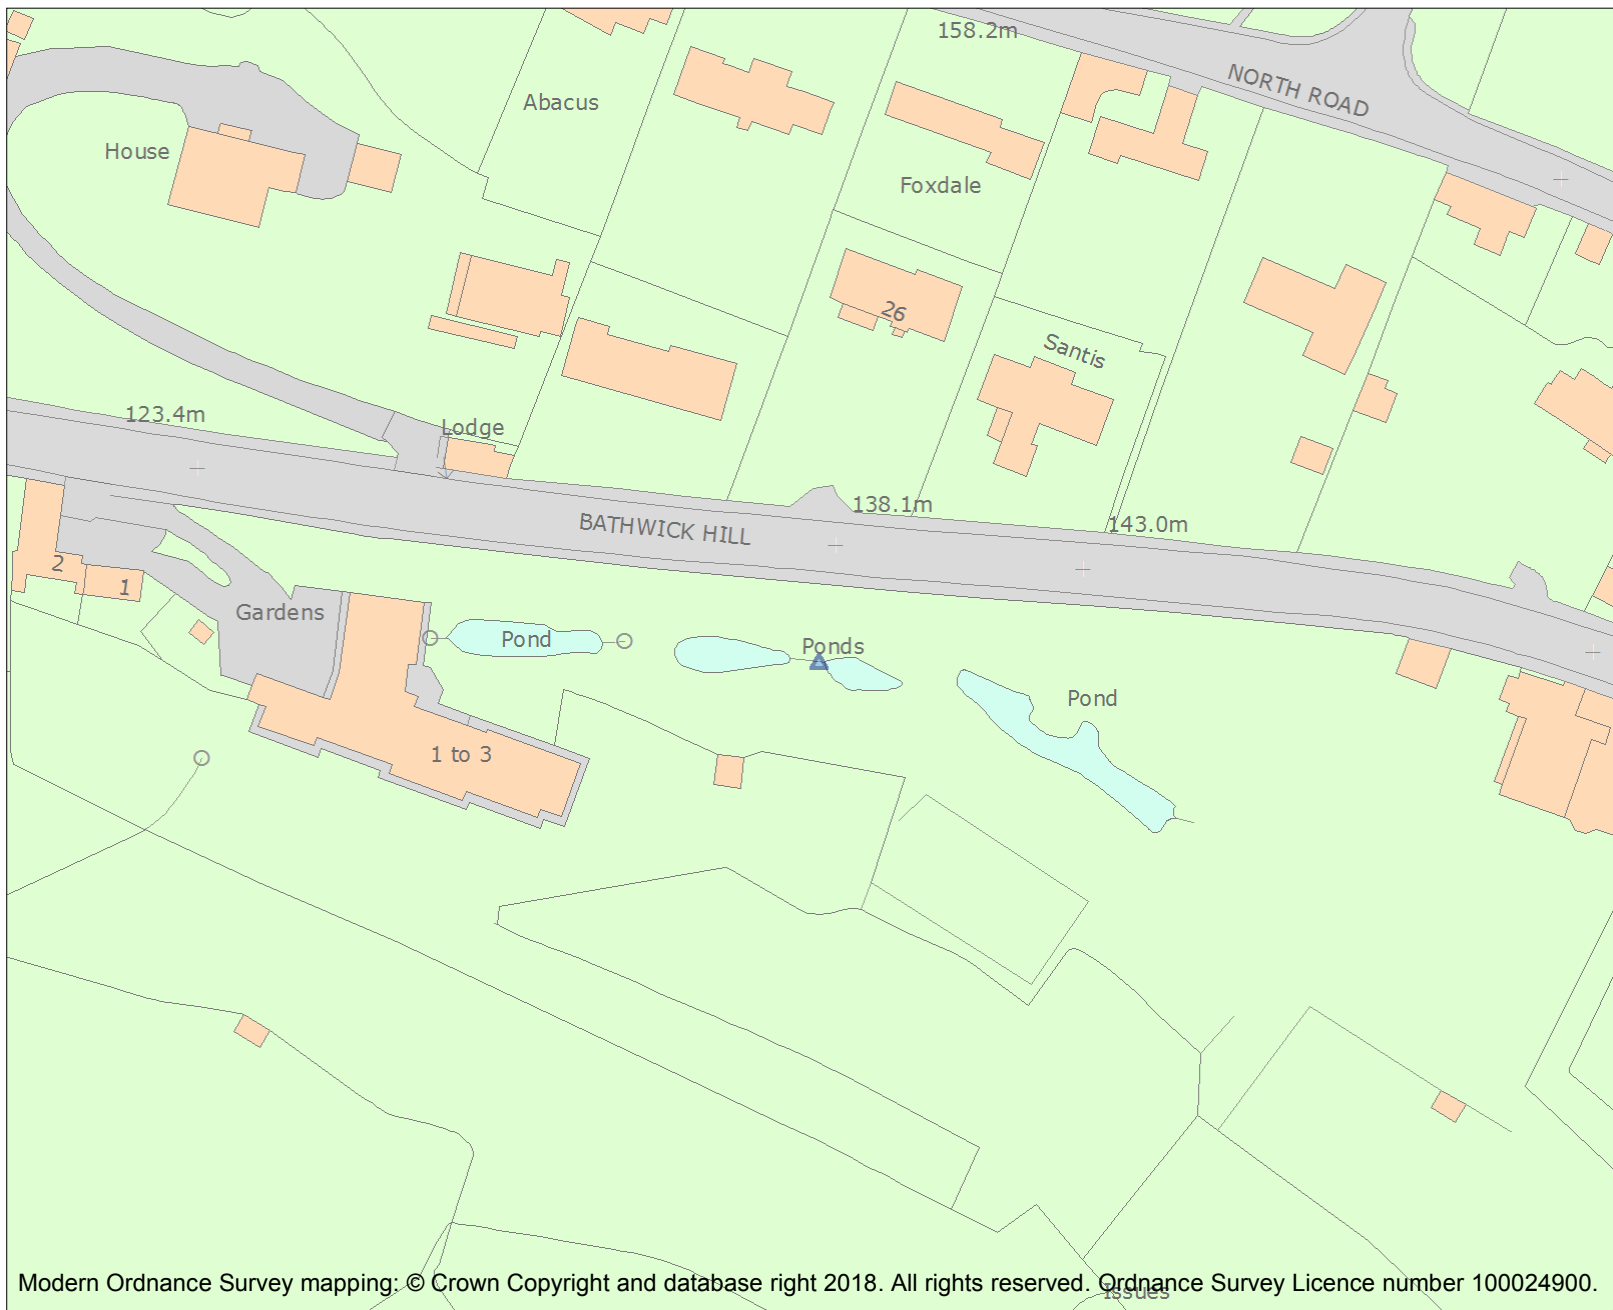 158.2m
NORTH ROAD
Abacus
House
Foxdale
26
Santis
123.4m
Lodge
138.1m
143.0m
BATHWICK HILL
2
1
Gardens
Pond
Ponds
Pond
1 to 3
Modern Ordnance Survey mapping: © Crown Copyright and database right 2018. All rights reserved. Ordnance Survey Licence number 100024900.
Issues